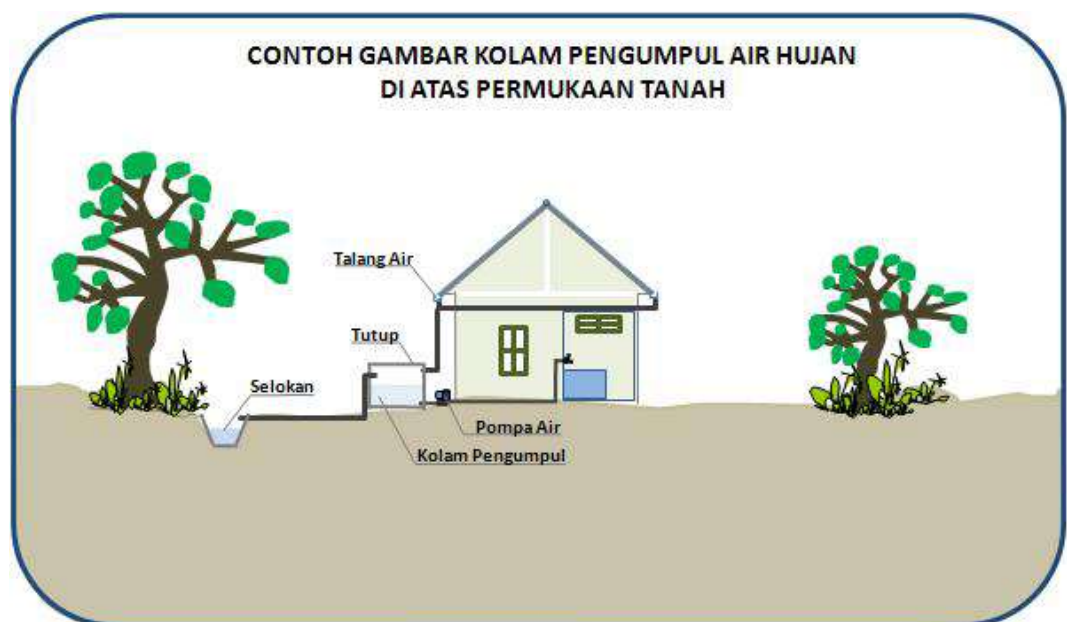 CONTOH GAMBAR KOLAM PENGUMPUL AIR HUJAN
DI ATAS PERMUKAAN TANAH
Talang Air
Tutup
Selokan
Pompa Air
Kolam Pengumpul